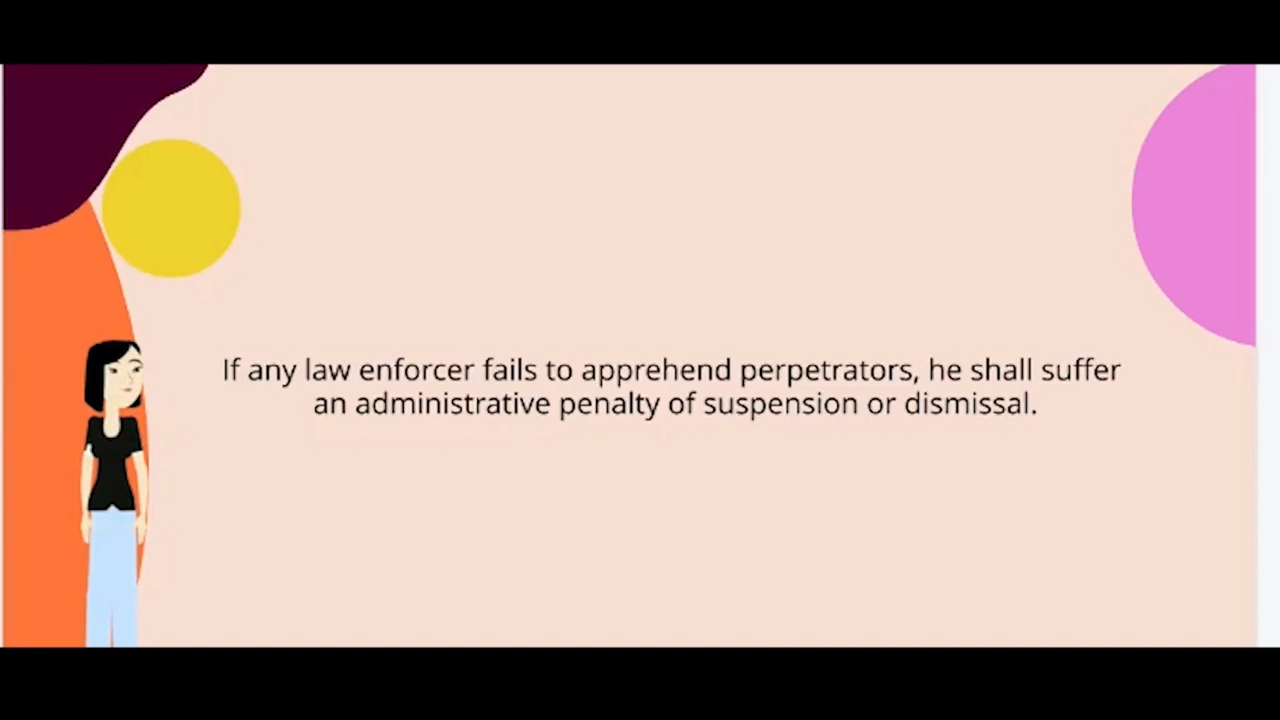 If any law enforcer fails to apprehend perpetrators, he shall suffer
an administrative penalty of suspension or dismissal.